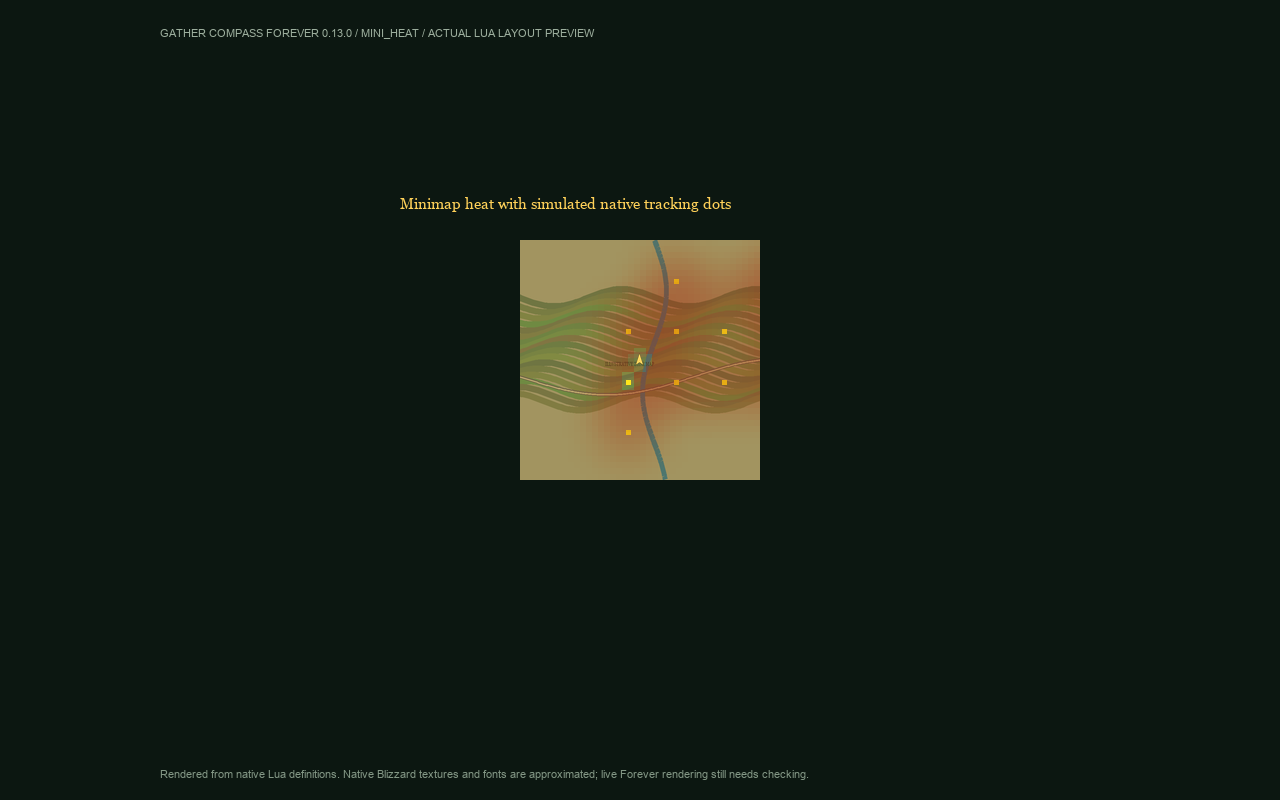 GATHER COMPASS FOREVER 0.13.0 / MINI_HEAT / ACTUAL LUA LAYOUT PREVIEW
Minimap heat with simulated native tracking dots
Rendered from native Lua definitions. Native Blizzard textures and fonts are approximated; live Forever rendering still needs checking.